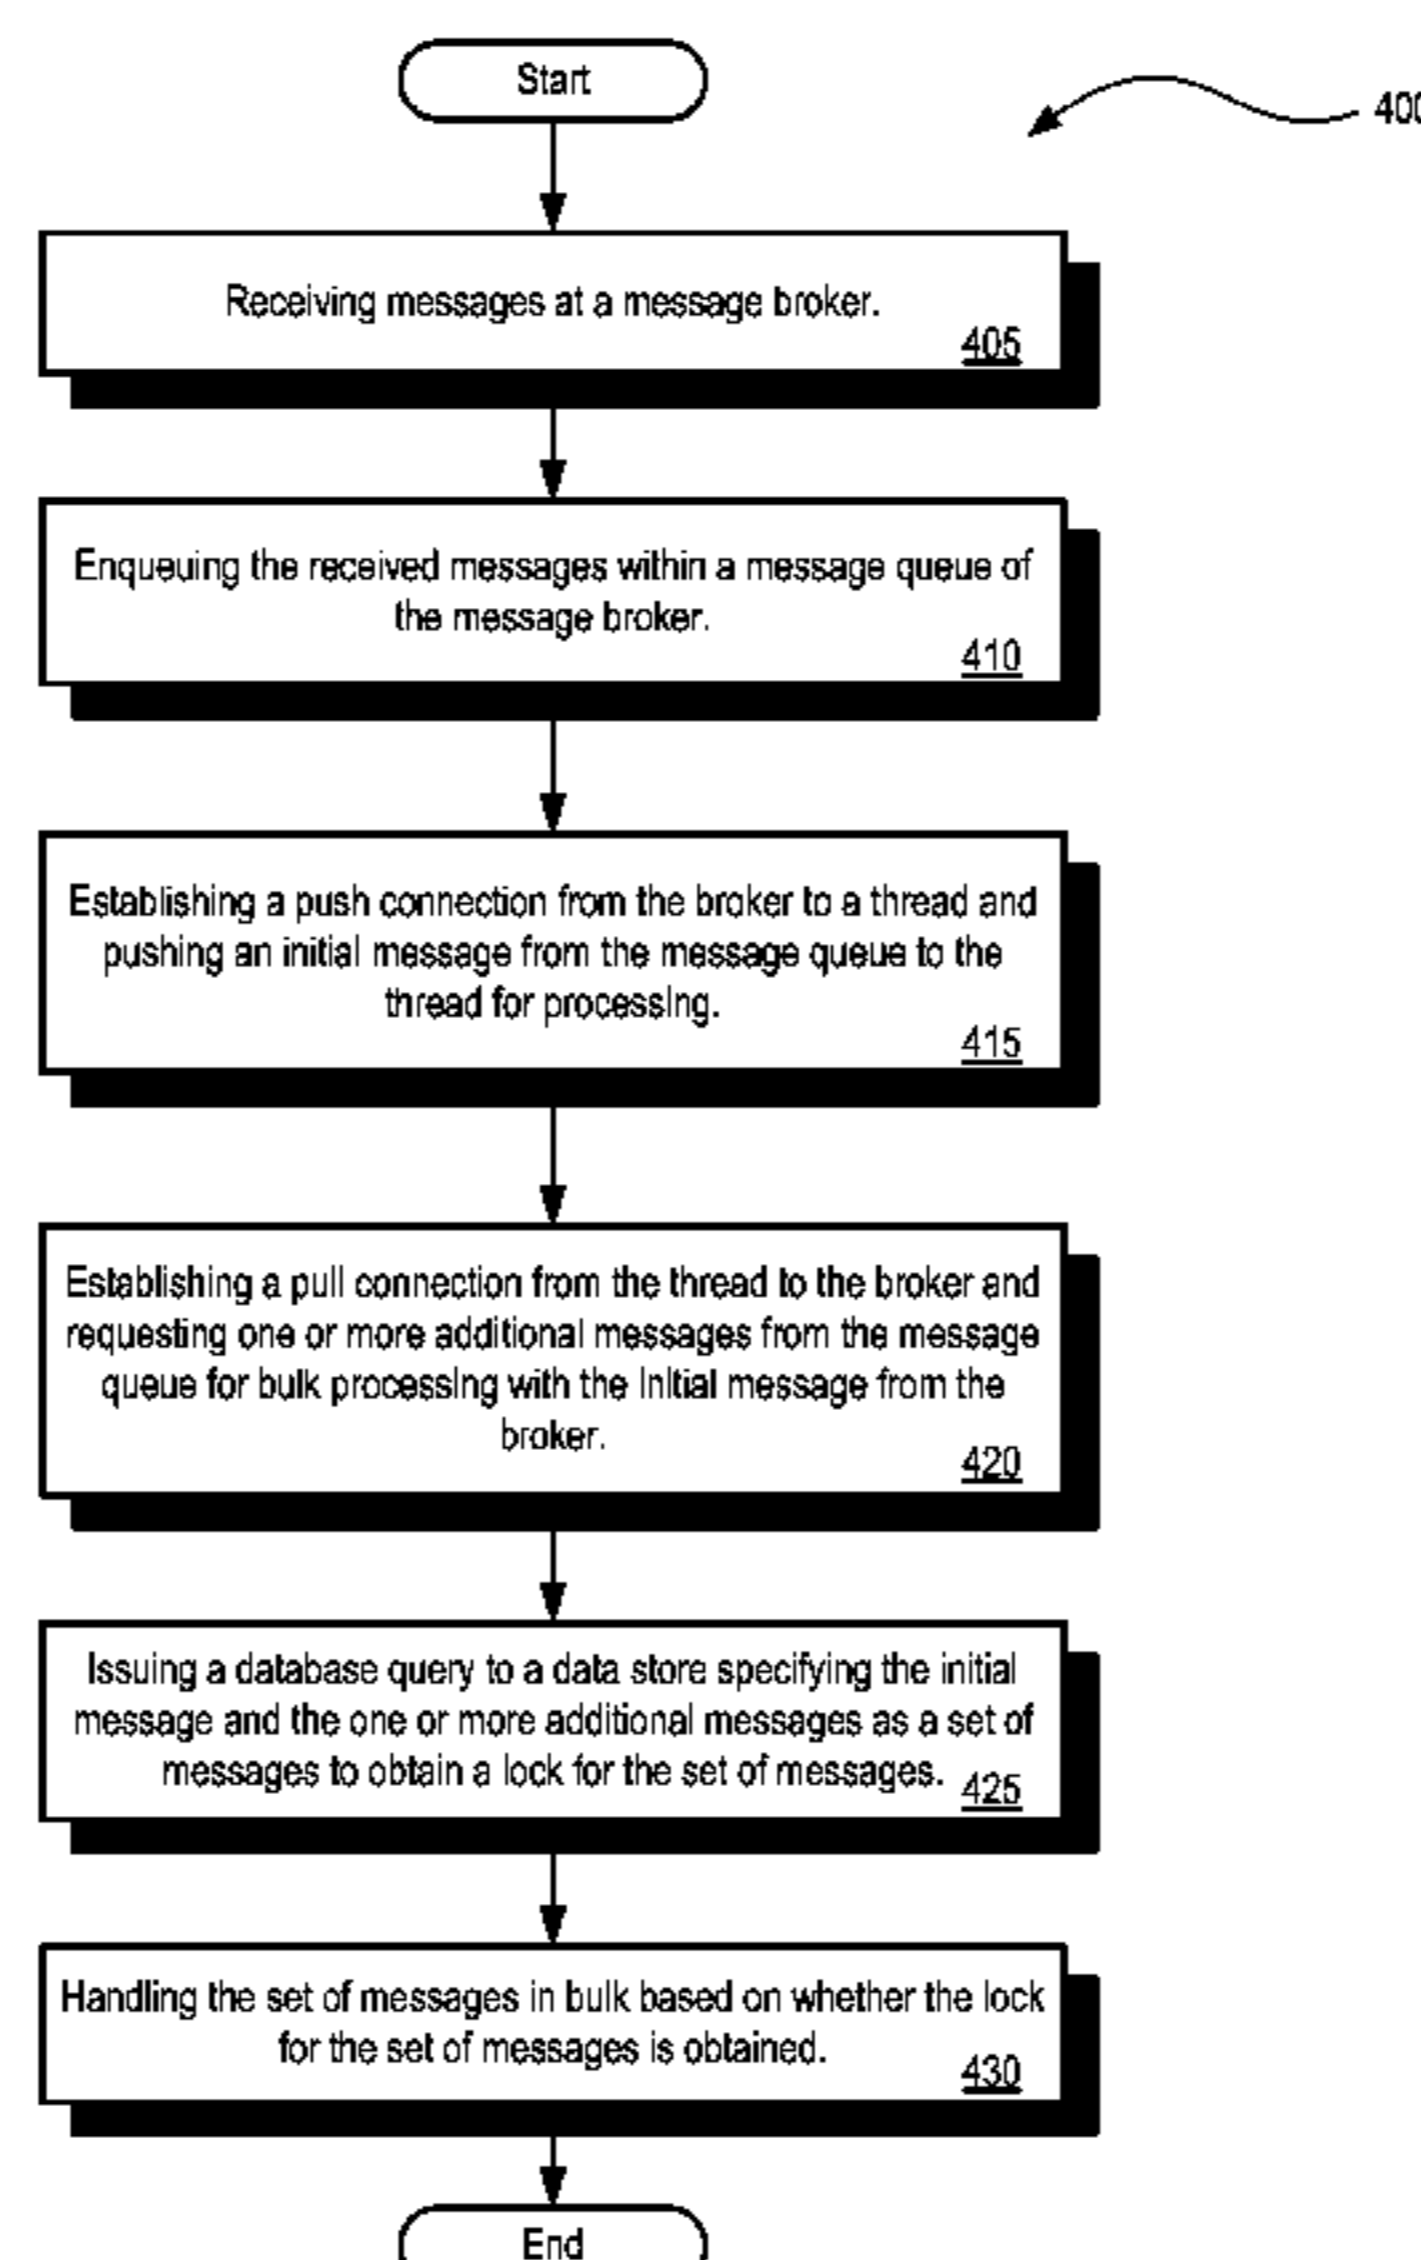 Start
400
Receiving messages at a message broker.
405
Enqueuing the received messages within a message queue of
the message broker.
410
Establishing a push connection from the broker to a thread and
pushing an initial message from the message queue to the
thread for processing.
415
Establishing a pull connection from the thread to the broker and
requesting one or more additional messages from the message
queue for bulk processing with the initial message from the
broker.
420
Issuing a database query to a data store specifying the initial
message and the one or more additional messages as a set of
messages to obtain a lock for the set of messages.
425
Handling the set of messages in bulk based on whether the lock
for the set of messages is obtained.
430
End